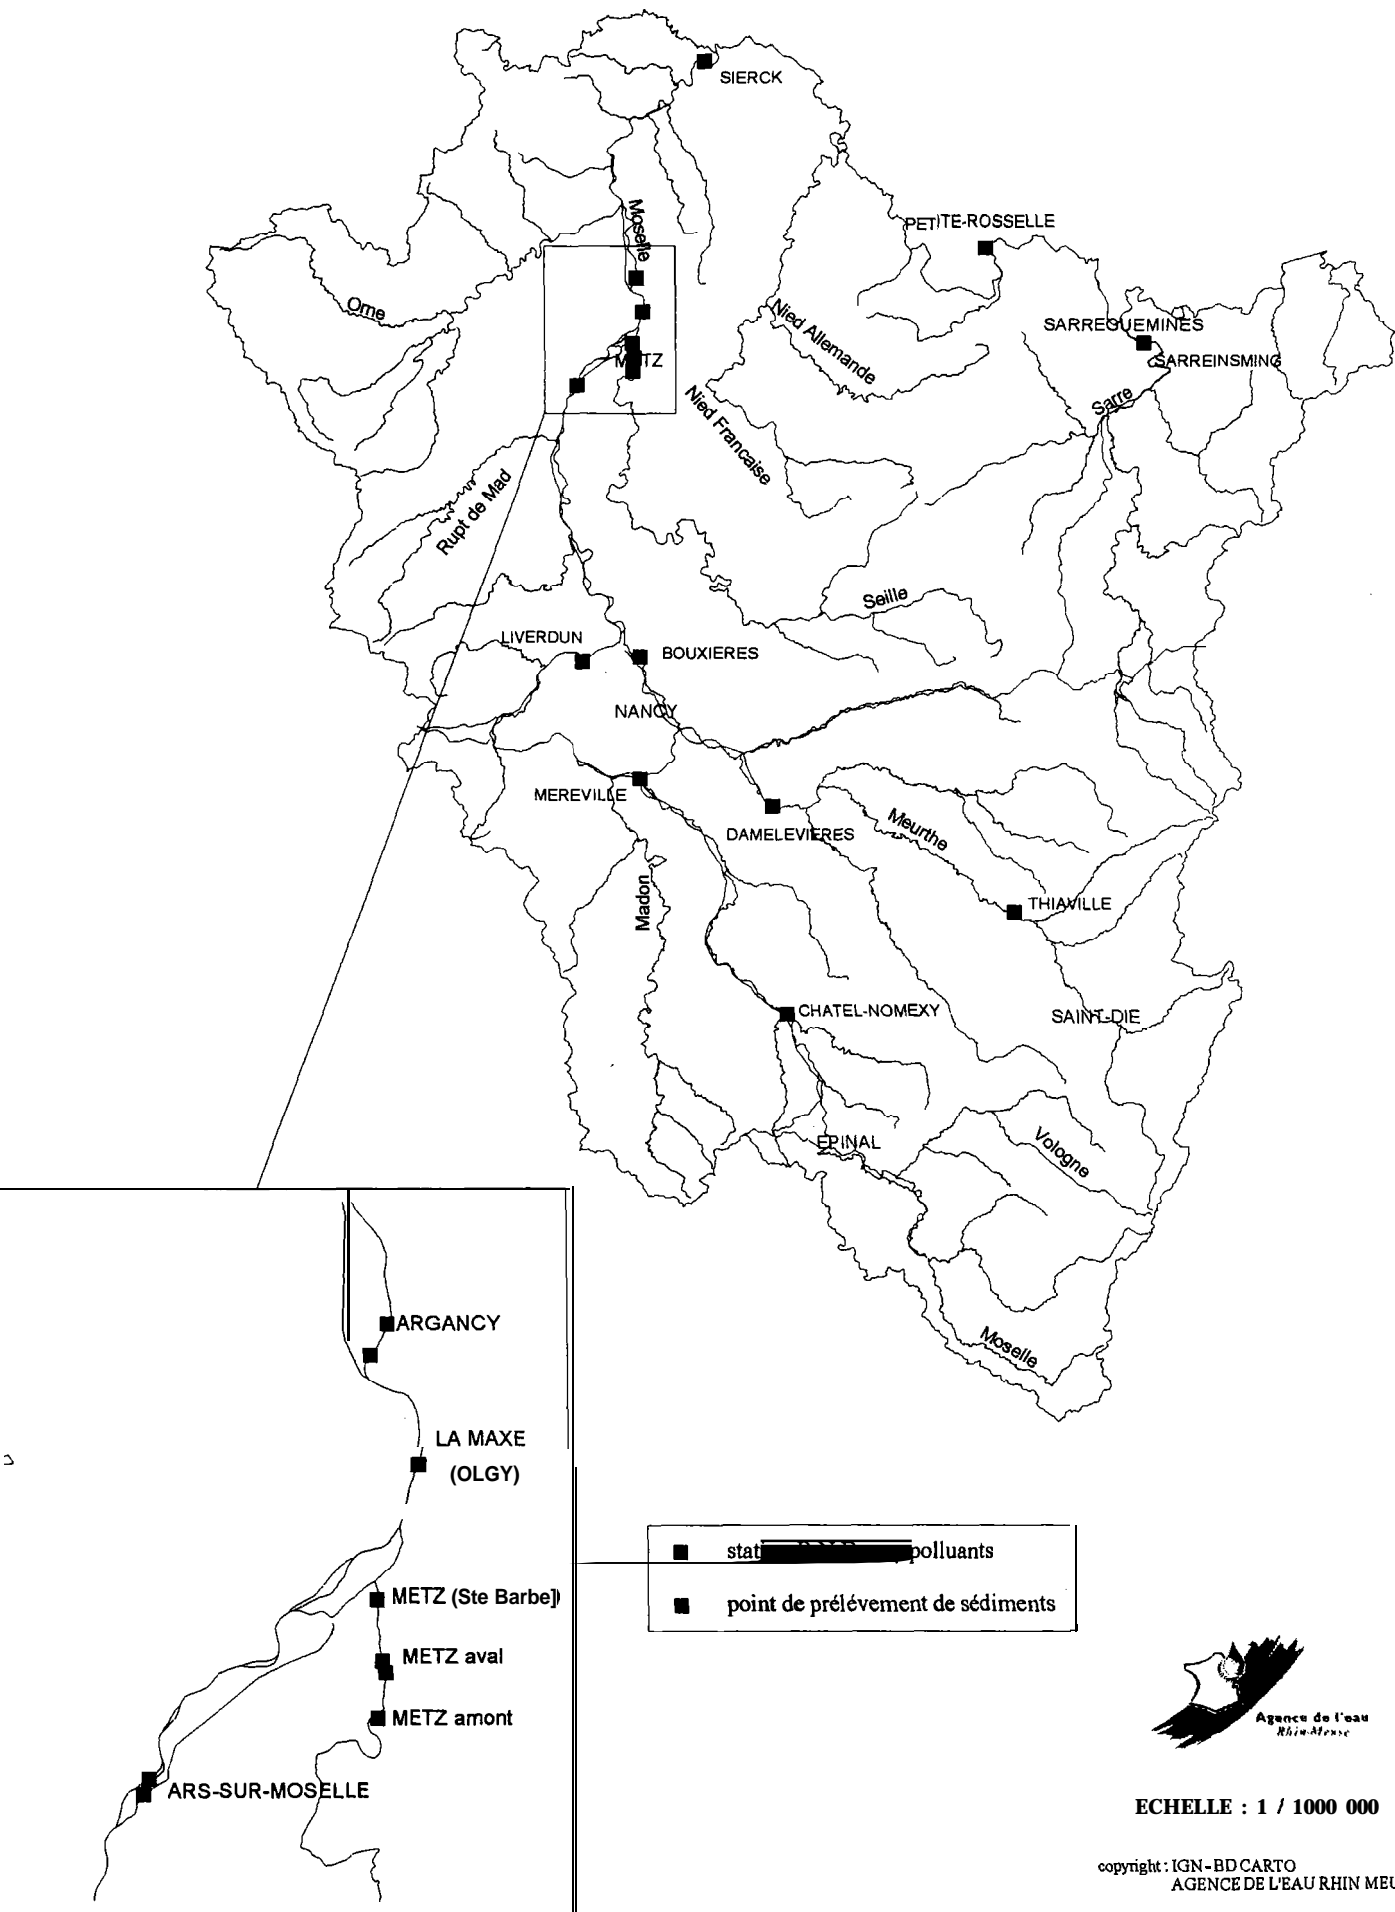 SIERCK
Moselle
PETITE-ROSSELLE
Orne
Nied Allemande
SARREGUEMINES
SARREINSMING
METZ
Sarre
Nied Francaise
Rupt de Mad
Seille
LIVERDUN
BOUXIERES
NANCY
MEREVILLE
DAMELEVIERES
Meurthe
Madon
THIAVILLE
CHATEL-NOMEXY
SAINT-DIE
EPINAL
Vologne
Moselle
ARGANCY
LA MAXE
(OLGY)
METZ (Ste Barbe)
METZ aval
METZ amont
ARS-SUR-MOSELLE
polluants
point de prélévement de sédiments
Agence de l'eau
Rhin-Meuse
ECHELLE : 1 / 1000 000
copyright : IGN - BD CARTO
AGENCE DE L'EAU RHIN MEU